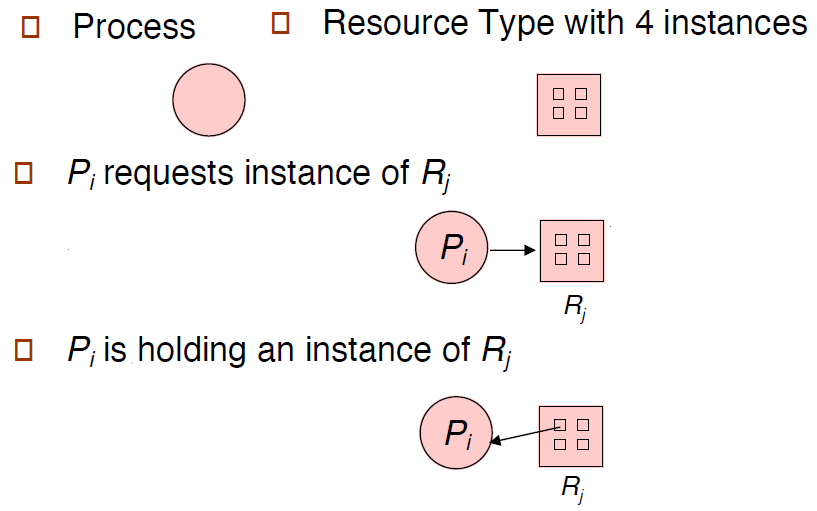 Process
Resource Type with 4 instances
Pi requests instance of Rj
Pi
Rj
Pi is holding an instance of Rj
Pi
Rj